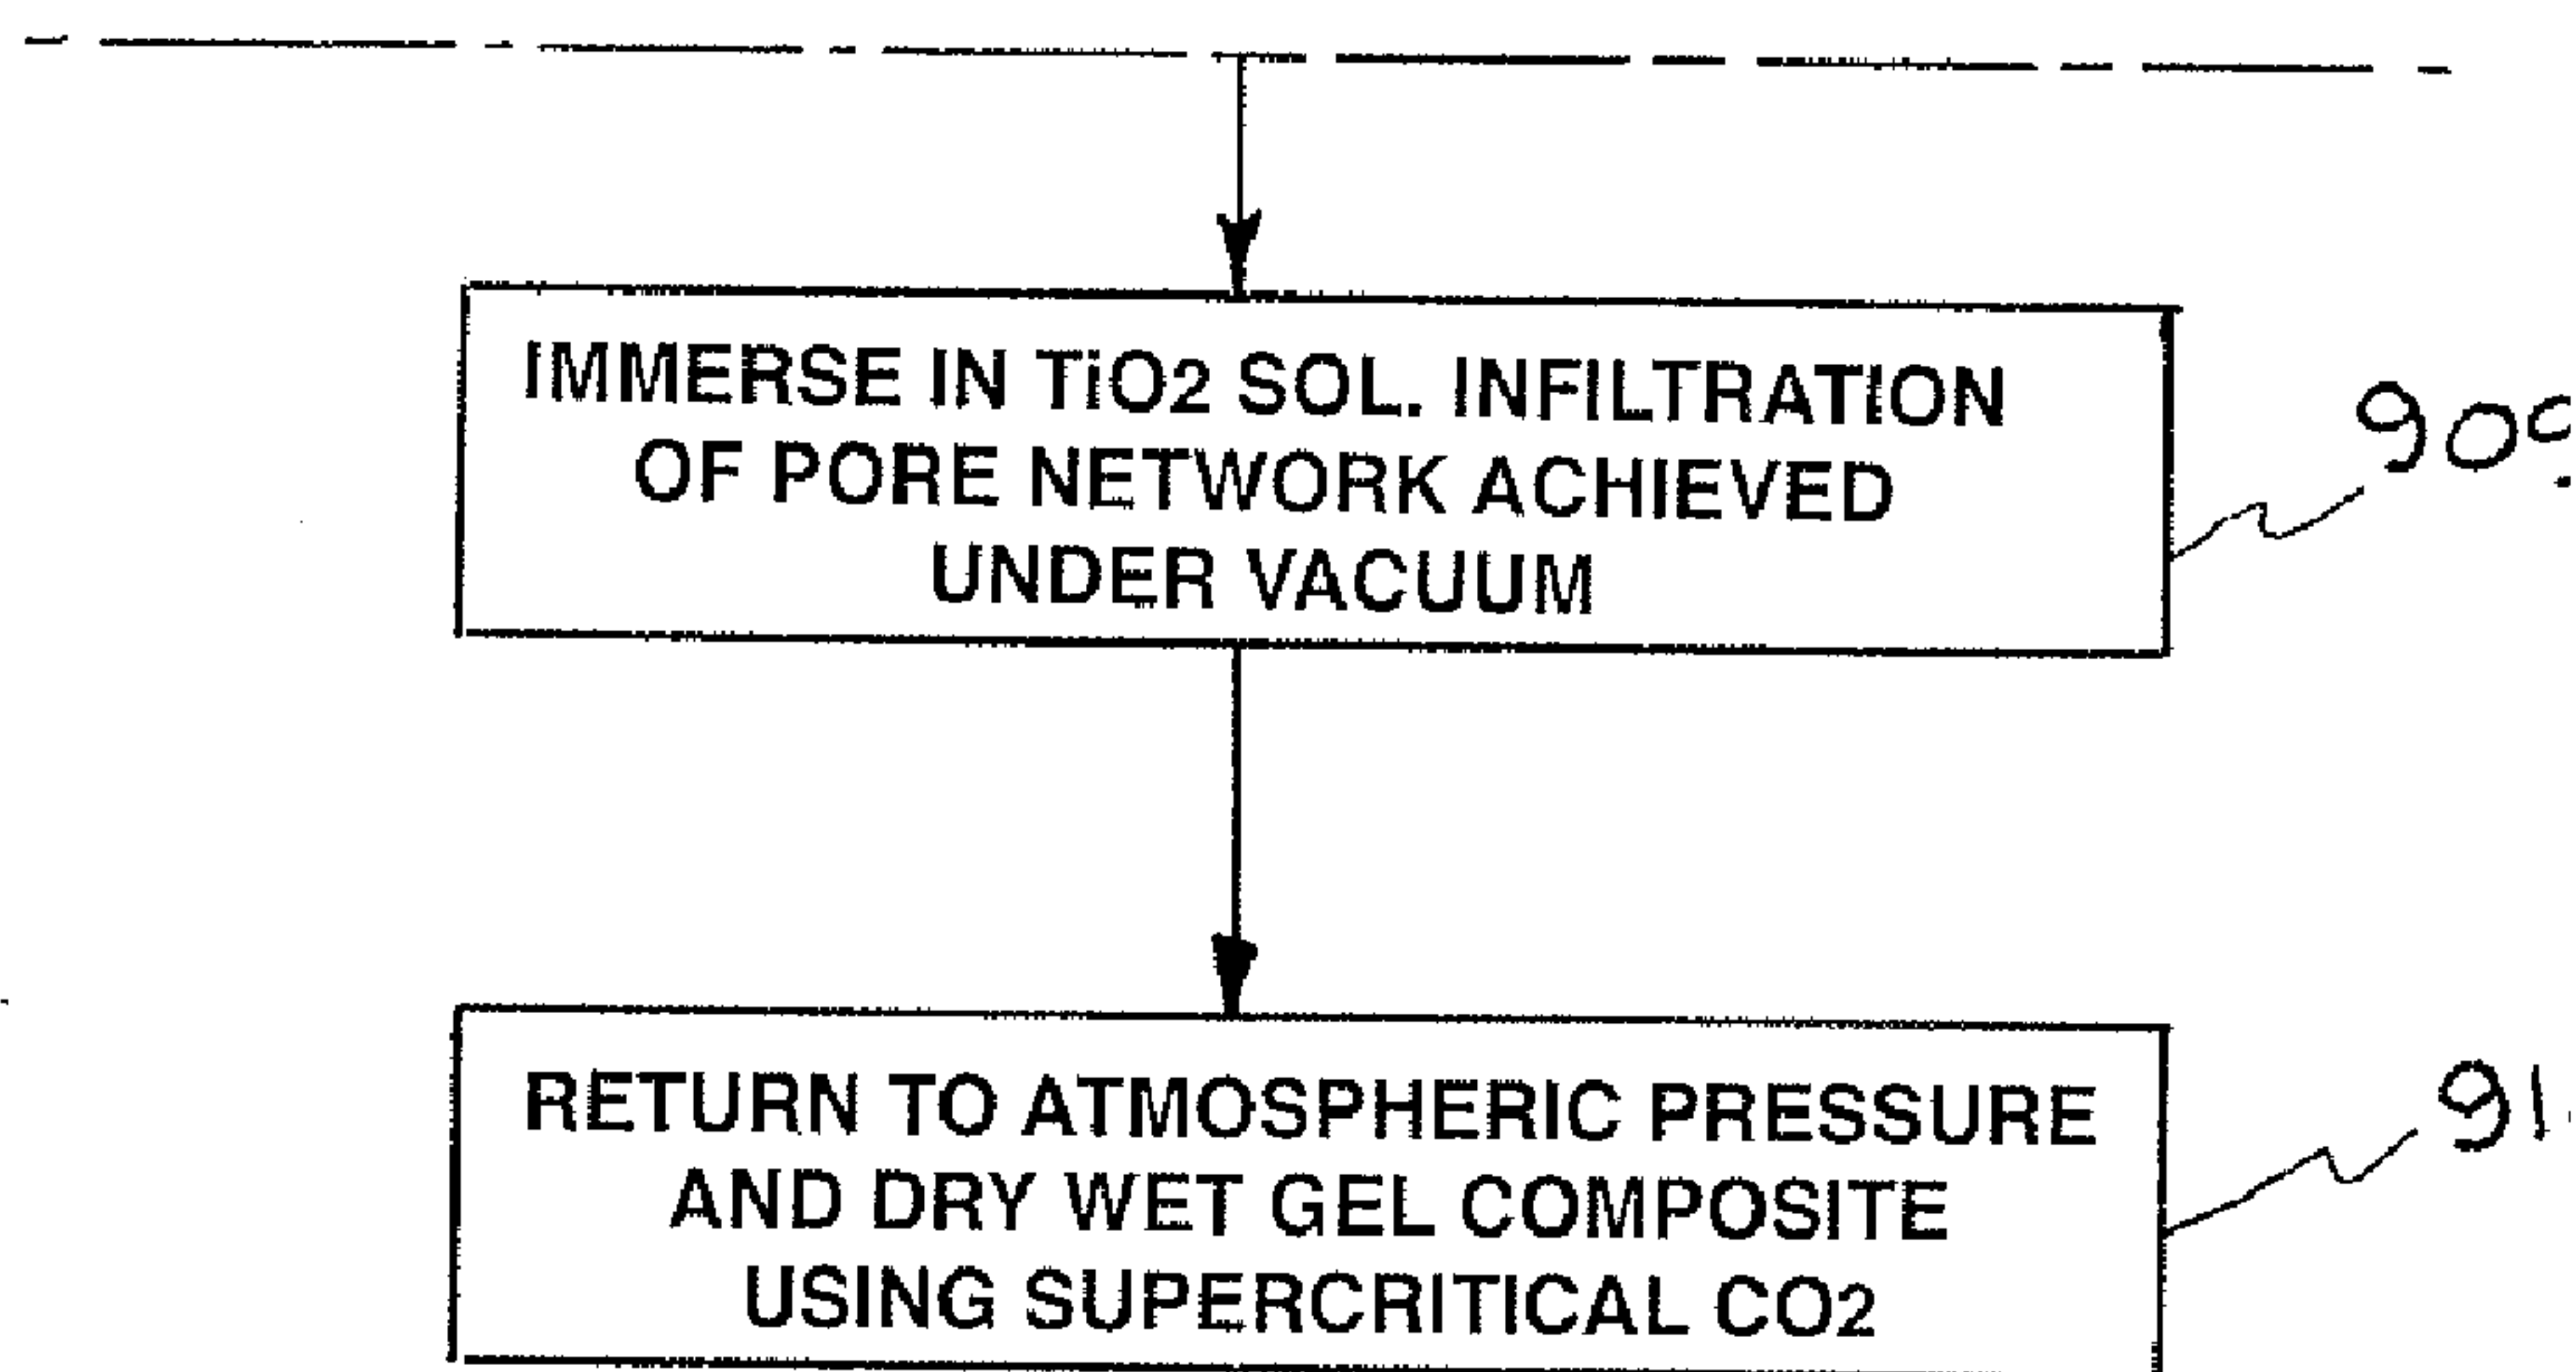 IMMERSE IN TiO2 SOL. INFILTRATION
OF PORE NETWORK ACHIEVED
UNDER VACUUM
RETURN TO ATMOSPHERIC PRESSURE
AND DRY WET GEL COMPOSITE
USING SUPERCRITICAL CO2